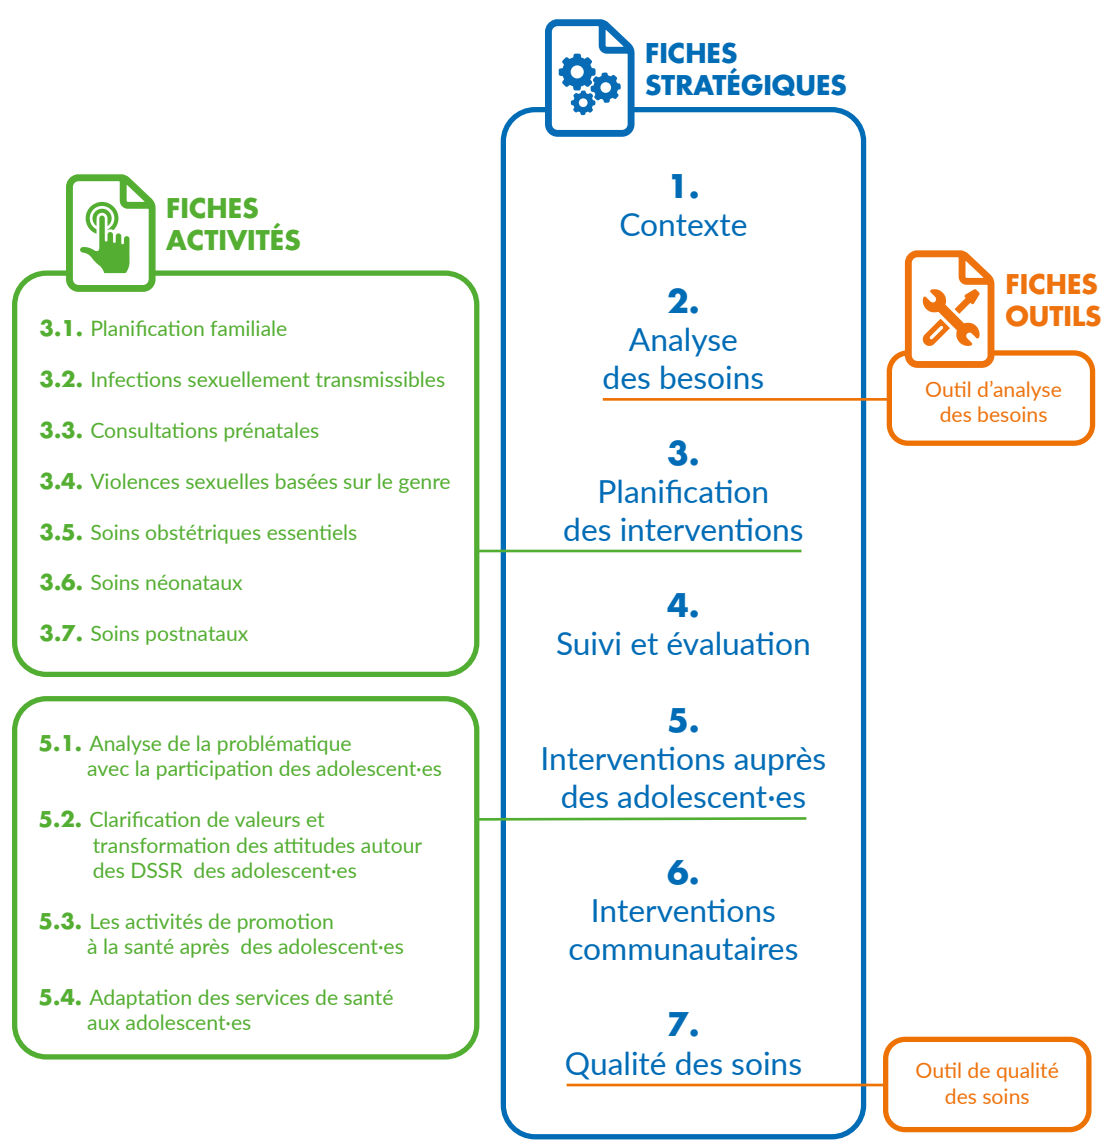 FICHES
STRATÉGIQUES
1.
Contexte
2.
Analyse
des besoins
3.
Planification
des interventions
4.
Suivi et évaluation
5.
Interventions auprès
des adolescent·es
6.
Interventions
communautaires
7.
Qualité des soins
FICHES
ACTIVITÉS
3.1. Planification familiale
3.2. Infections sexuellement transmissibles
3.3. Consultations prénatales
3.4. Violences sexuelles basées sur le genre
3.5. Soins obstétriques essentiels
3.6. Soins néonataux
3.7. Soins postnataux
5.1. Analyse de la problématique
avec la participation des adolescent·es
5.2. Clarification de valeurs et
transformation des attitudes autour
des DSSR des adolescent·es
5.3. Les activités de promotion
à la santé après des adolescent·es
5.4. Adaptation des services de santé
aux adolescent·es
FICHES
OUTILS
Outil d’analyse
des besoins
Outil de qualité
des soins